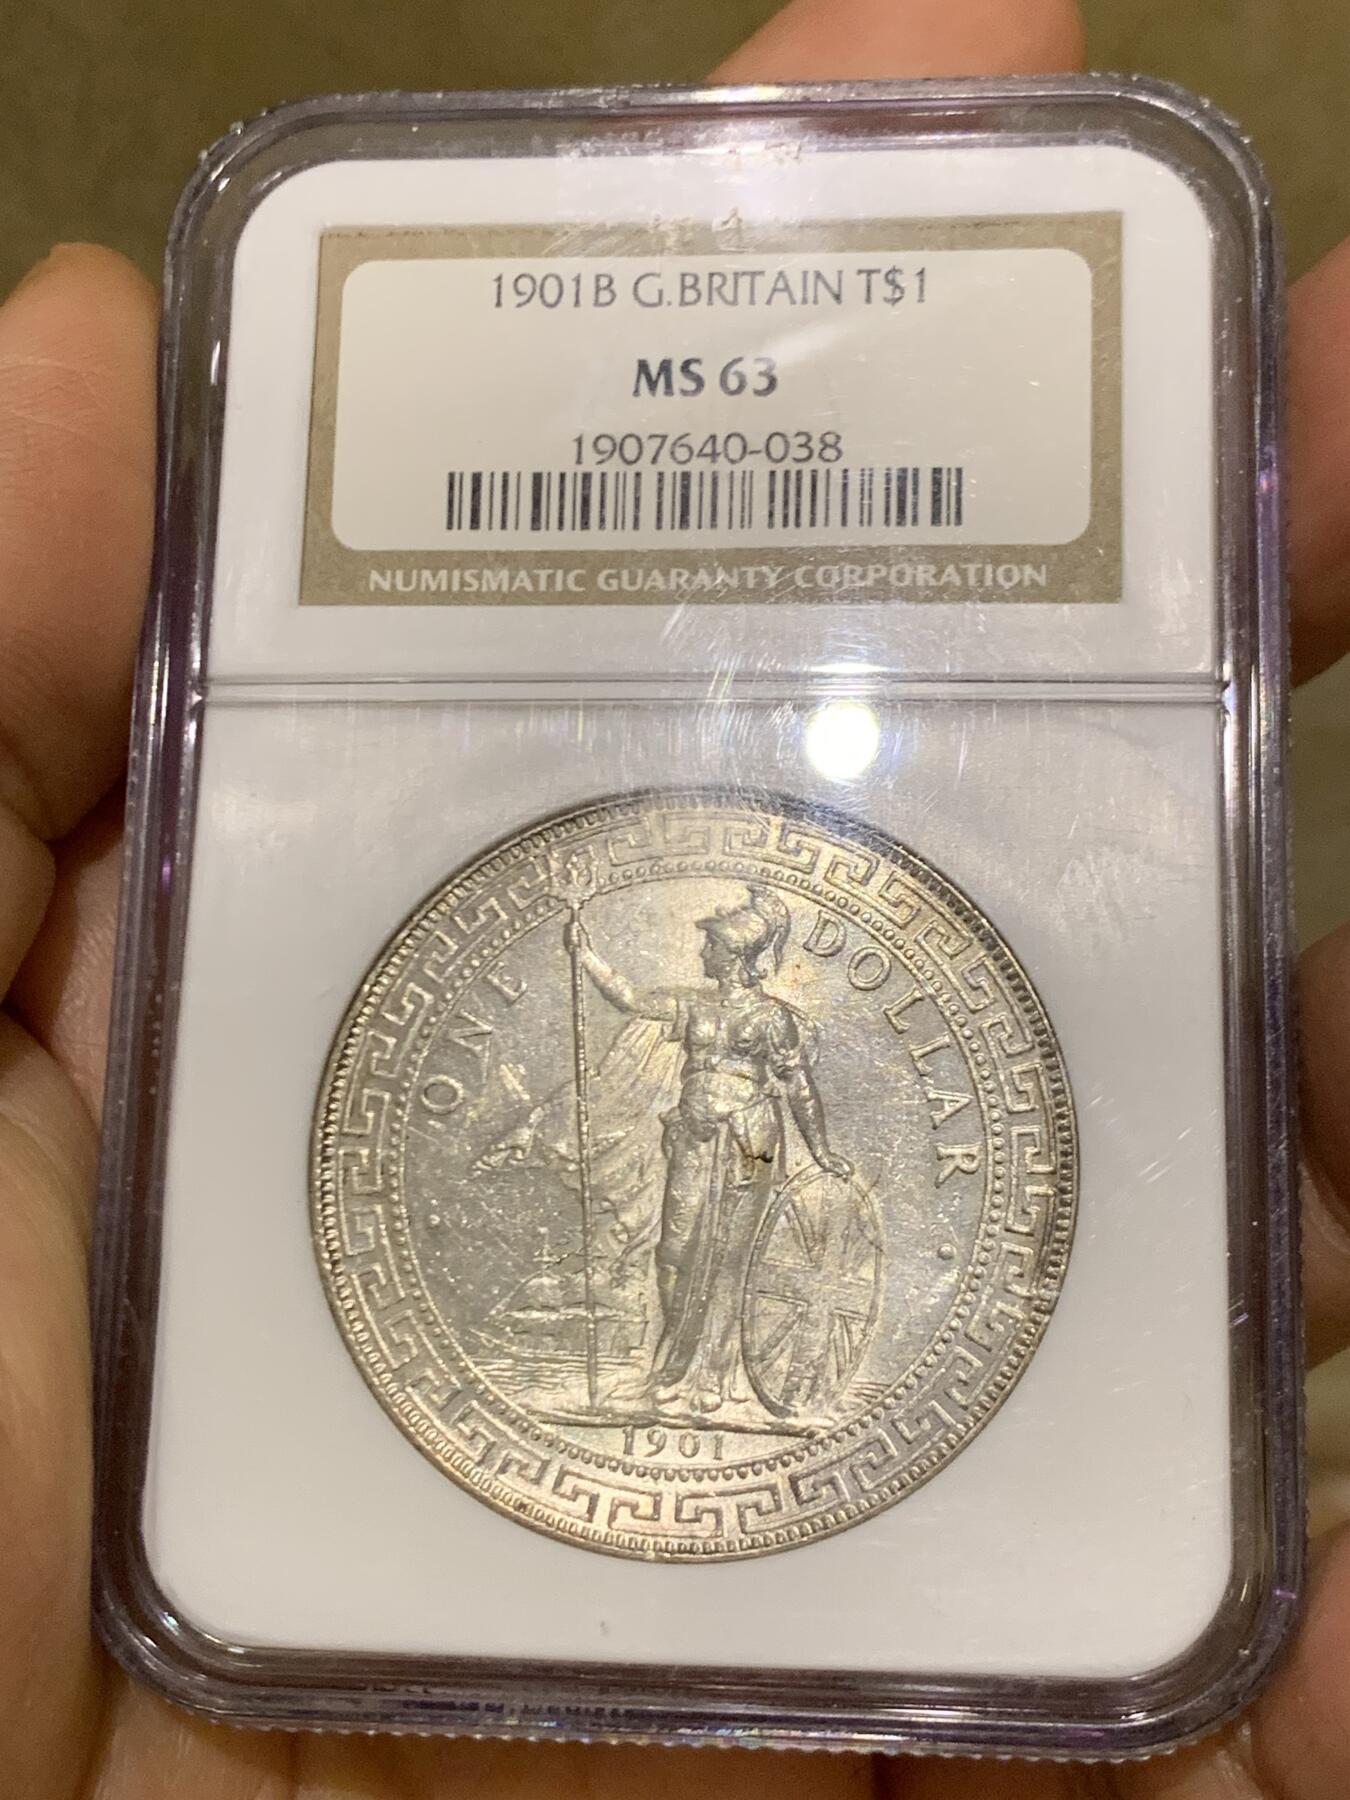 1901B G.BRITAIN T$1
MS 63
1907640-038
NUMISMATIC GUARANTY CORPORATION
ONE DOLLAR
1901